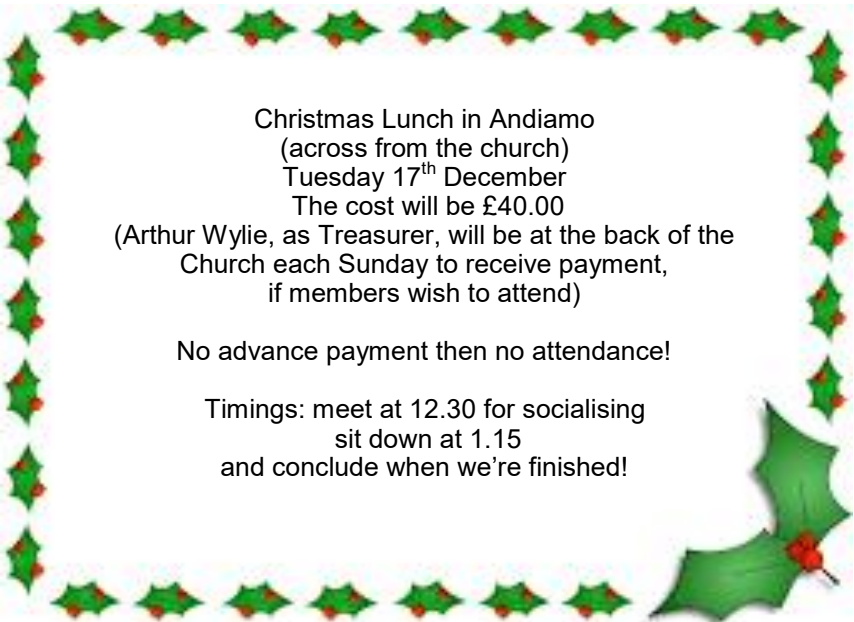 Christmas Lunch in Andiamo
(across from the church)
Tuesday 17th December
The cost will be £40.00
(Arthur Wylie, as Treasurer, will be at the back of the
Church each Sunday to receive payment,
if members wish to attend)
No advance payment then no attendance!
Timings: meet at 12.30 for socialising
sit down at 1.15
and conclude when we’re finished!